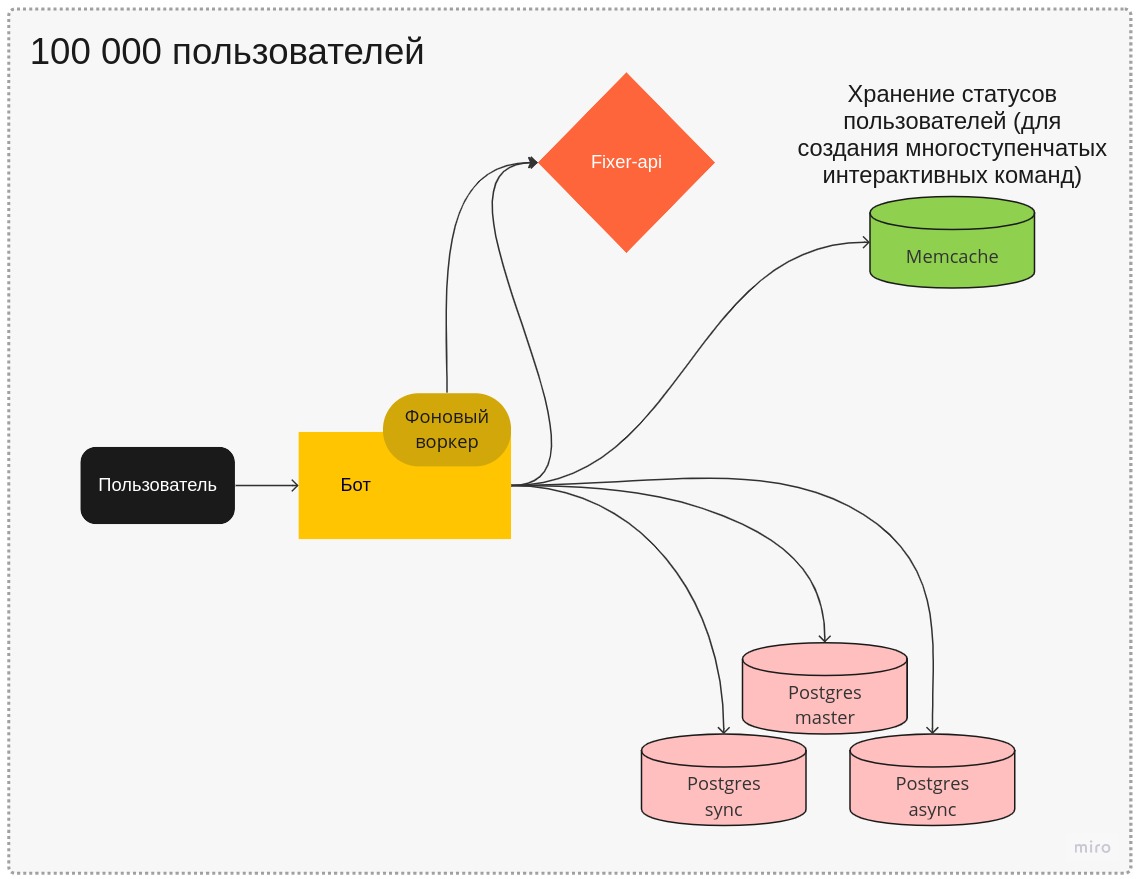 100 000 пользователей
Fixer-api
Хранение статусов
пользователей (для
создания многоступенчатых
интерактивных команд)
Memcache
Фоновый
воркер
Пользователь
Бот
Postgres
master
Postgres
sync
Postgres
async
miro